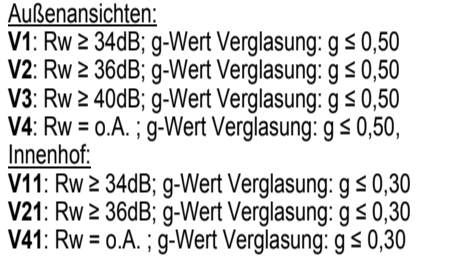 Außenansichten:
V1: Rw ≥ 34dB; g-Wert Verglasung: g ≤ 0,50
V2: Rw ≥ 36dB; g-Wert Verglasung: g ≤ 0,50
V3: Rw ≥ 40dB; g-Wert Verglasung: g ≤ 0,50
V4: Rw = o.A. ; g-Wert Verglasung: g ≤ 0,50,
Innenhof:
V11: Rw ≥ 34dB; g-Wert Verglasung: g ≤ 0,30
V21: Rw ≥ 36dB; g-Wert Verglasung: g ≤ 0,30
V41: Rw = o.A. ; g-Wert Verglasung: g ≤ 0,30